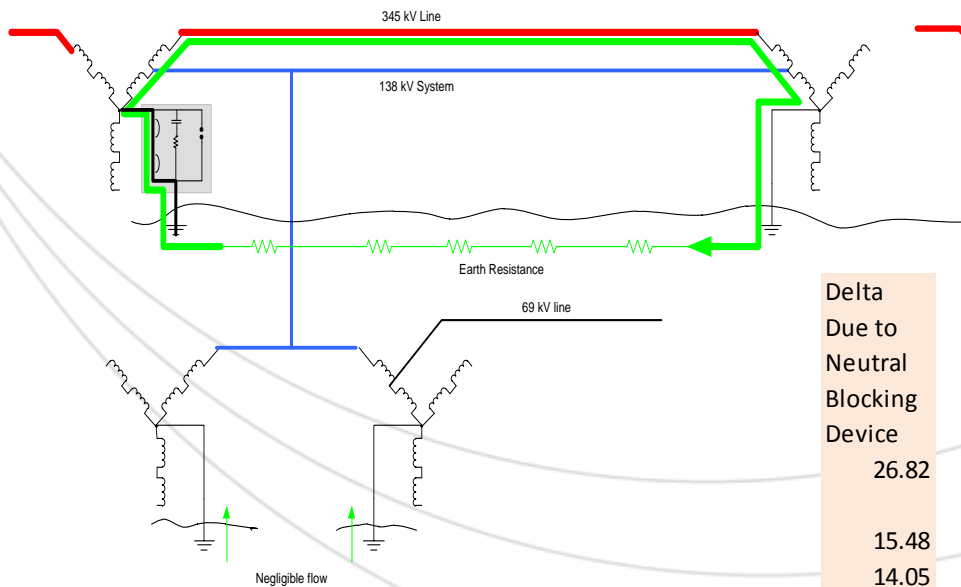 345 kV Line
138 kV System
Earth Resistance
69 kV line
Delta
Due to
Neutral
Blocking
Device
26.82
15.48
14.05
Negligible flow